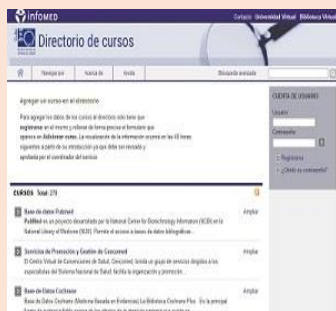 infomed
Contacto Universidad Virtual Biblioteca Virtual
Directorio de cursos
Navegar por Acerca de Ayuda Búsqueda avanzada
Agregar un curso en el directorio
Para agregar los datos de los cursos al directorio solo tiene que
registrarse en el mismo y rellenar de forma precisa el formulario que
aparece en Adicionar curso. La visualización de la información ocurrirá en las 48 horas
siguientes a partir de su introducción ya que debe ser revisada y
aprobada por el coordinador del servicio
CUENTA DE USUARIO
Usuario:
Contraseña:
Registrarse
¿Olvidó su contraseña?
CURSOS Total: 279
Base de datos Pubmed Ampliar
PubMed es un proyecto desarrollado por la National Center for Biotechnology Information (NCBI) en la
National Library of Medicine (NLM). Permite el acceso a bases de datos bibliográficas...
Servicios de Promoción y Gestión de Cencomed Ampliar
El Centro Virtual de Convenciones de Salud, Cencomed, brinda un grupo de servicios dirigidos a los
especialistas del Sistema Nacional de Salud, facilita la organización y promoción...
Base de Datos Cochrane Ampliar
Base de Datos Cochrane (Medicina Basada en Evidencias) La Biblioteca Cochrane Plus. Es la principal